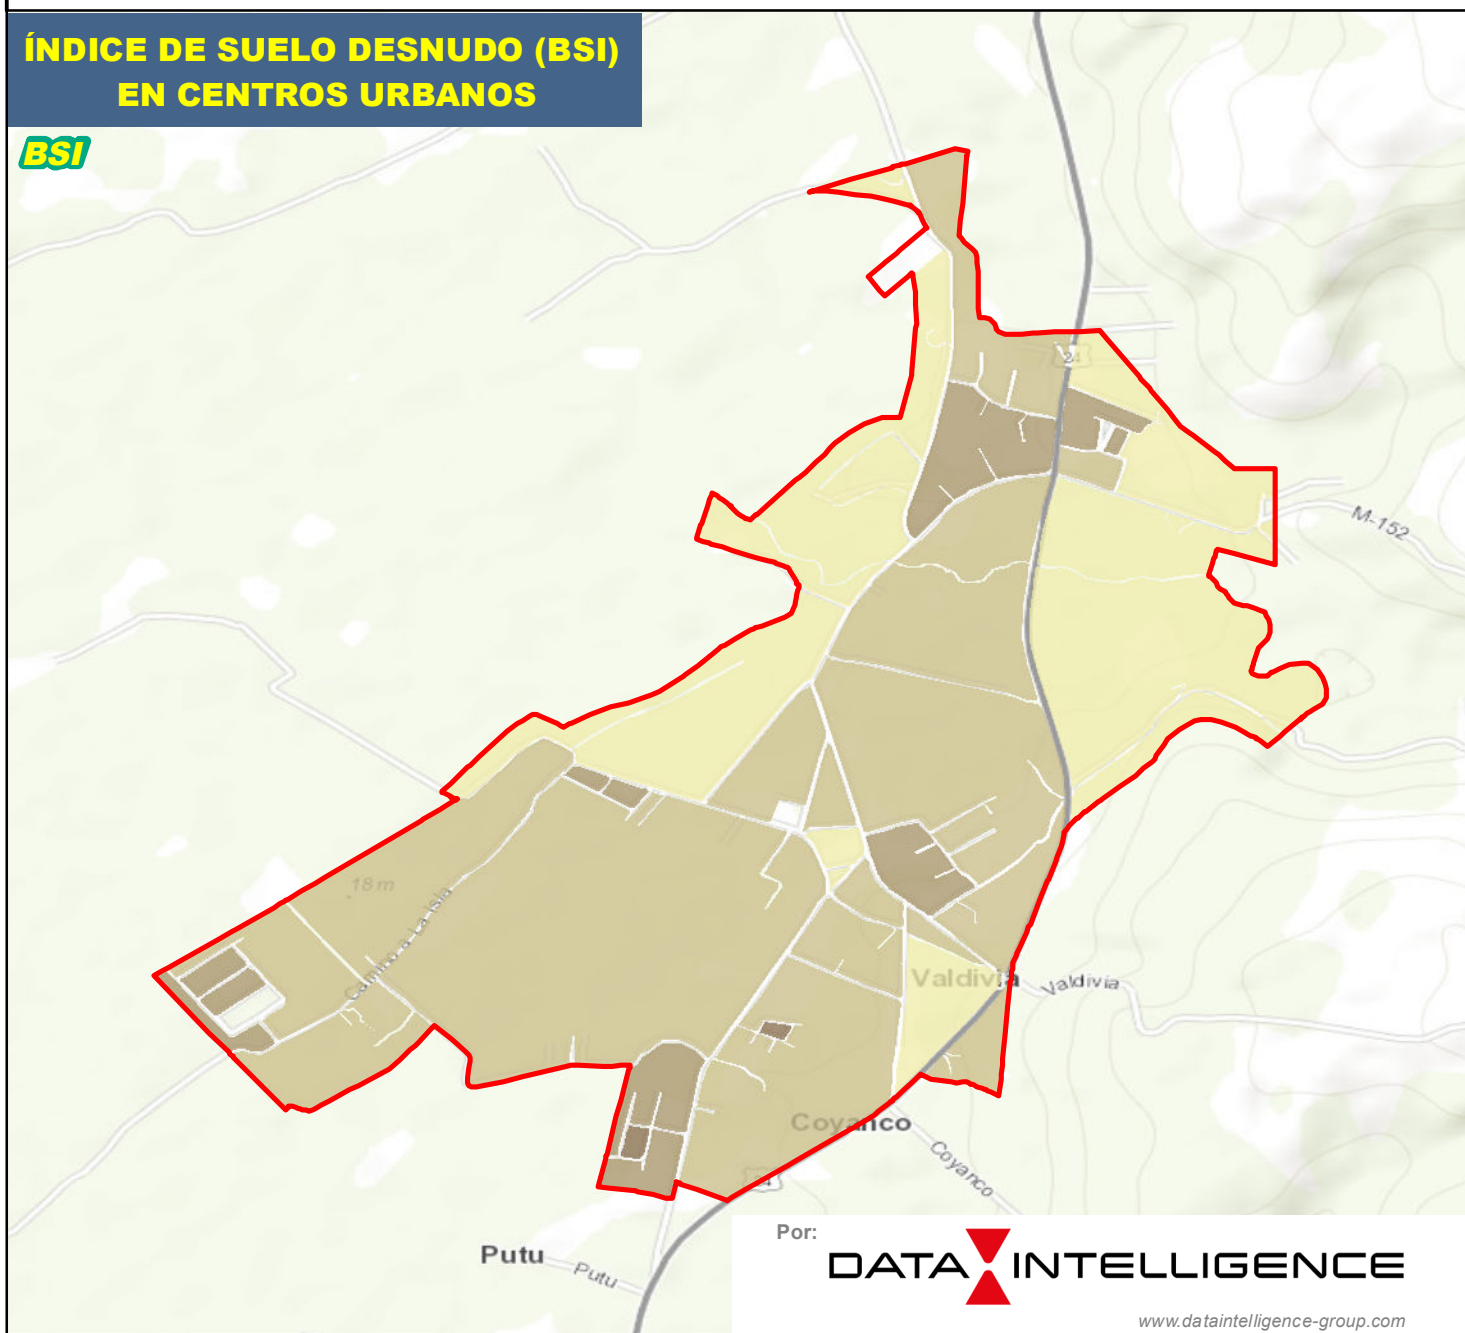 ÍNDICE DE SUELO DESNUDO (BSI)
EN CENTROS URBANOS
BSI
24
M-152
18 m
Camino a La Isla
Valdivia
Valdivia
Coyanco
Coyanco
Putu
Putu
Por:
DATA INTELLIGENCE
www.dataintelligence-group.com